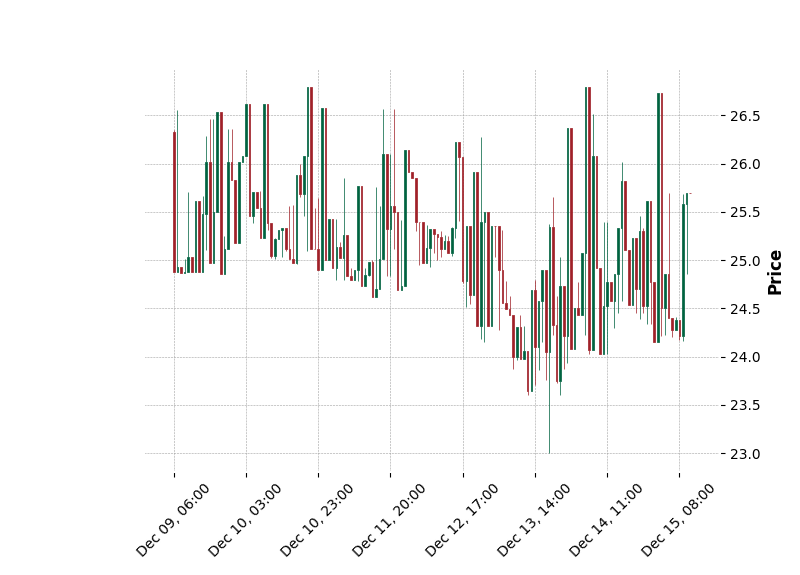 26.5
26.0
25.5
25.0
24.5
24.0
23.5
23.0
Price
Dec 09, 06:00
Dec 10, 03:00
Dec 10, 23:00
Dec 11, 20:00
Dec 12, 17:00
Dec 13, 14:00
Dec 14, 11:00
Dec 15, 08:00